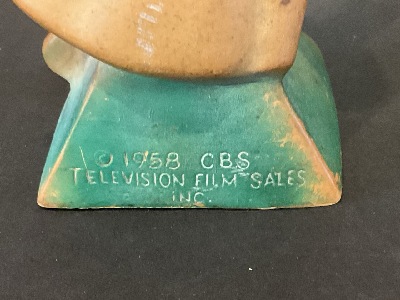 © 1958 CBS
TELEVISION FILM SALES
INC.